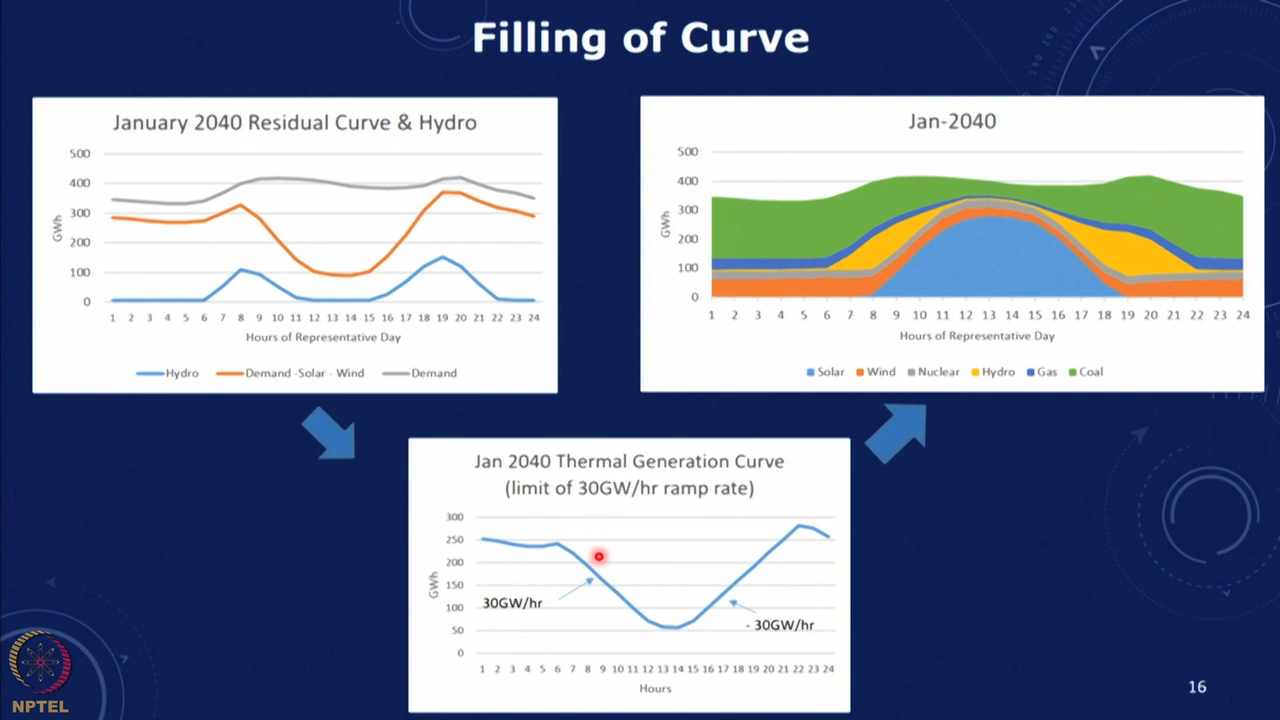 Filling of Curve
January 2040 Residual Curve & Hydro
500
400
300
200
100
0
GWh
1 2 3 4 5 6 7 8 9 10 11 12 13 14 15 16 17 18 19 20 21 22 23 24
Hours of Representative Day
Hydro Demand -Solar - Wind Demand
Jan-2040
500
400
300
200
100
0
GWh
1 2 3 4 5 6 7 8 9 10 11 12 13 14 15 16 17 18 19 20 21 22 23 24
Hours of Representative Day
Solar Wind Nuclear Hydro Gas Coal
Jan 2040 Thermal Generation Curve
(limit of 30GW/hr ramp rate)
300
250
200
150
100
50
0
GWh
30GW/hr
- 30GW/hr
1 2 3 4 5 6 7 8 9 10 11 12 13 14 15 16 17 18 19 20 21 22 23 24
Hours
NPTEL
16